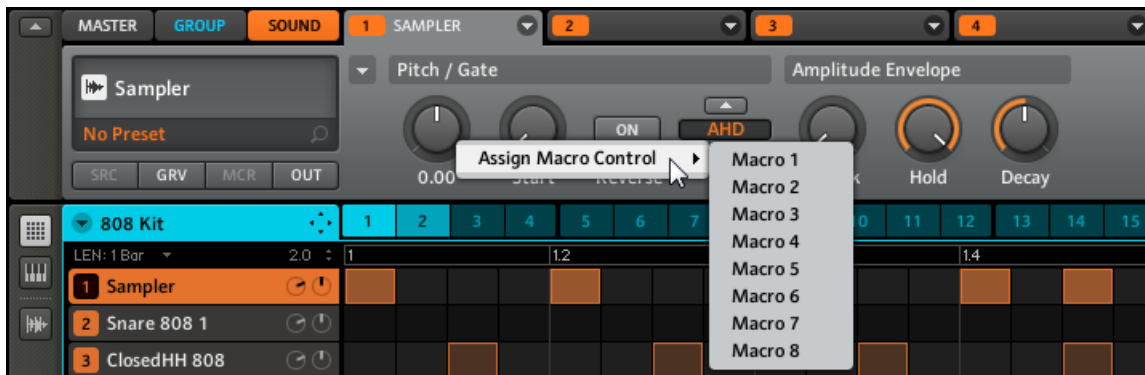 MASTER GROUP SOUND 1 SAMPLER 2 3 4
Sampler
No Preset
SRC GRV MCR OUT
Pitch / Gate Amplitude Envelope
ON AHD
0.00 Start Reverse Hold Decay
Assign Macro Control
Macro 1
Macro 2
Macro 3
Macro 4
Macro 5
Macro 6
Macro 7
Macro 8
808 Kit 1 2 3 4 5 6 7 11 12 13 14 15
LEN: 1 Bar 2.0 1 1.2 1.4
1 Sampler
2 Snare 808 1
3 ClosedHH 808